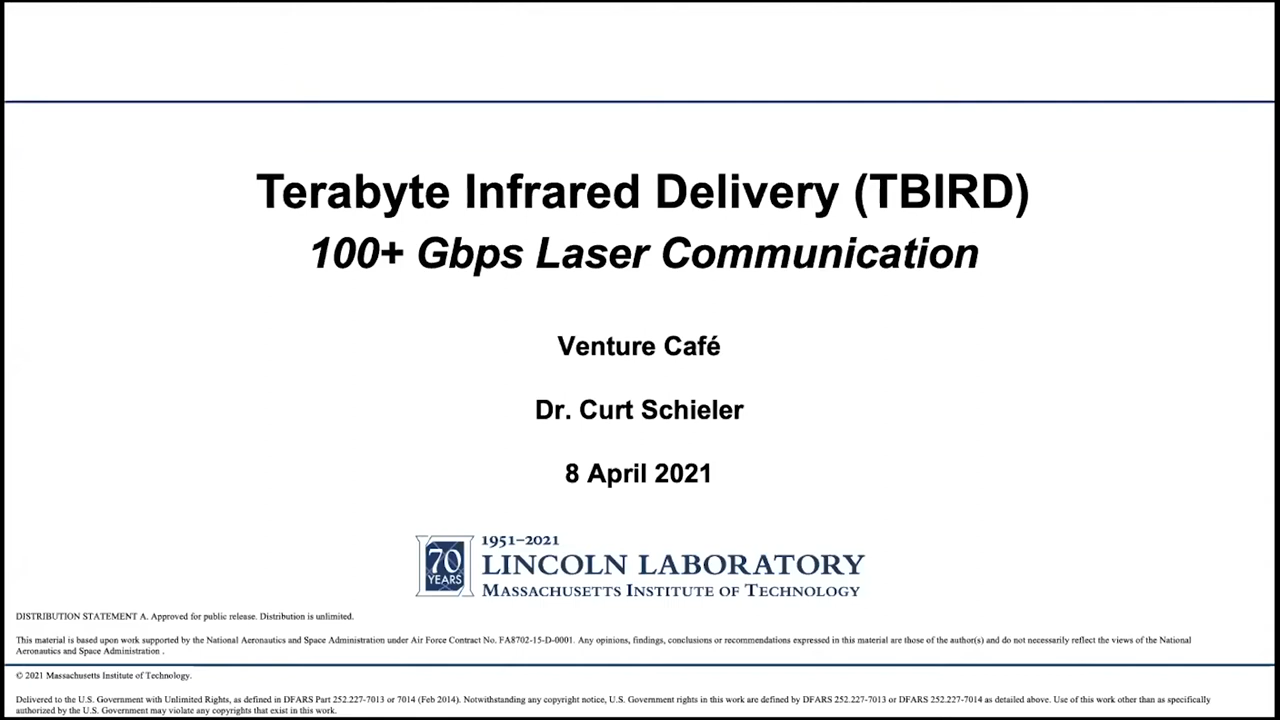 Terabyte Infrared Delivery (TBIRD)
100+ Gbps Laser Communication
Venture Café
Dr. Curt Schieler
8 April 2021
70
YEARS
1951–2021
LINCOLN LABORATORY
MASSACHUSETTS INSTITUTE OF TECHNOLOGY
DISTRIBUTION STATEMENT A. Approved for public release. Distribution is unlimited.
This material is based upon work supported by the National Aeronautics and Space Administration under Air Force Contract No. FA8702-15-D-0001. Any opinions, findings, conclusions or recommendations expressed in this material are those of the author(s) and do not necessarily reflect the views of the National
Aeronautics and Space Administration .
© 2021 Massachusetts Institute of Technology.
Delivered to the U.S. Government with Unlimited Rights, as defined in DFARS Part 252.227-7013 or 7014 (Feb 2014). Notwithstanding any copyright notice, U.S. Government rights in this work are defined by DFARS 252.227-7013 or DFARS 252.227-7014 as detailed above. Use of this work other than as specifically
authorized by the U.S. Government may violate any copyrights that exist in this work.